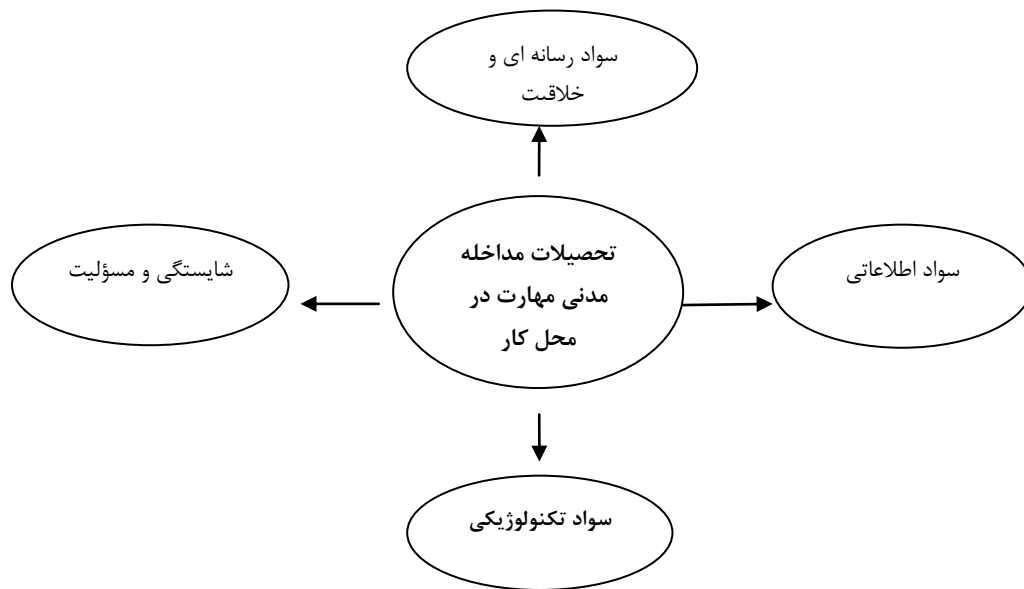 سواد رسانه ای و
خلاقیت
تحصیلات مداخله
مدنی مهارت در
محل کار
شایستگی و مسؤلیت
سواد اطلاعاتی
سواد تکنولوژیکی